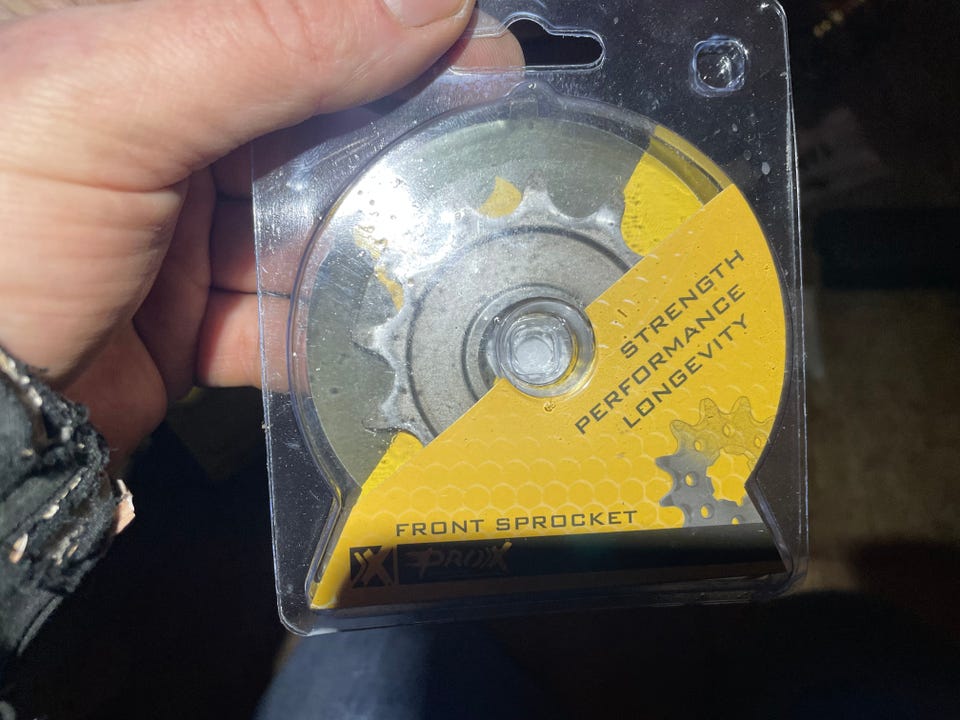 STRENGTH
PERFORMANCE
LONGEVITY
FRONT SPROCKET
PROX